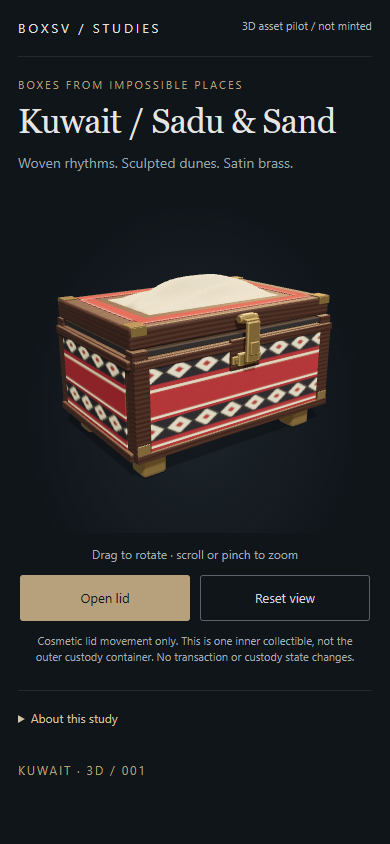 BOXSV / STUDIES
3D asset pilot / not minted
BOXES FROM IMPOSSIBLE PLACES
Kuwait / Sadu & Sand
Woven rhythms. Sculpted dunes. Satin brass.
Drag to rotate · scroll or pinch to zoom
Open lid
Reset view
Cosmetic lid movement only. This is one inner collectible, not the
outer custody container. No transaction or custody state changes.
About this study
KUWAIT · 3D / 001